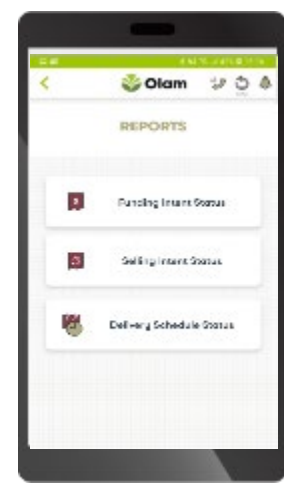 Olam
REPORTS
Funding Intent Status
Selling Intent Status
Delivery Schedule Status